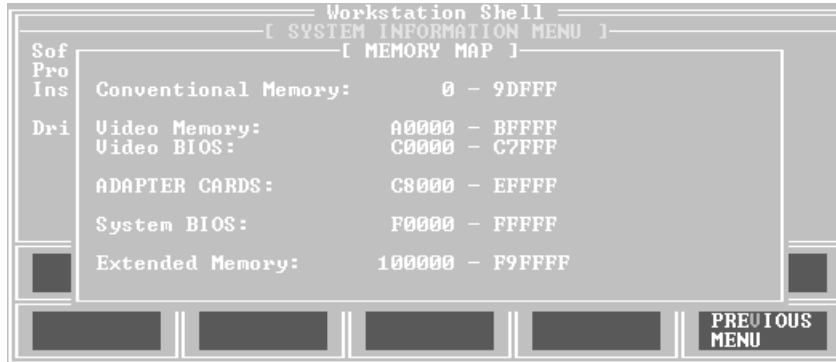 Workstation Shell
[ SYSTEM INFORMATION MENU ]
[ MEMORY MAP ]
Sof
Pro
Ins
Conventional Memory: 0 - 9DFFF
Dri
Video Memory: A0000 - BFFFF
Video BIOS: C0000 - C7FFF
ADAPTER CARDS: C8000 - EFFFF
System BIOS: F0000 - FFFFF
Extended Memory: 100000 - F9FFFF
PREVIOUS
MENU